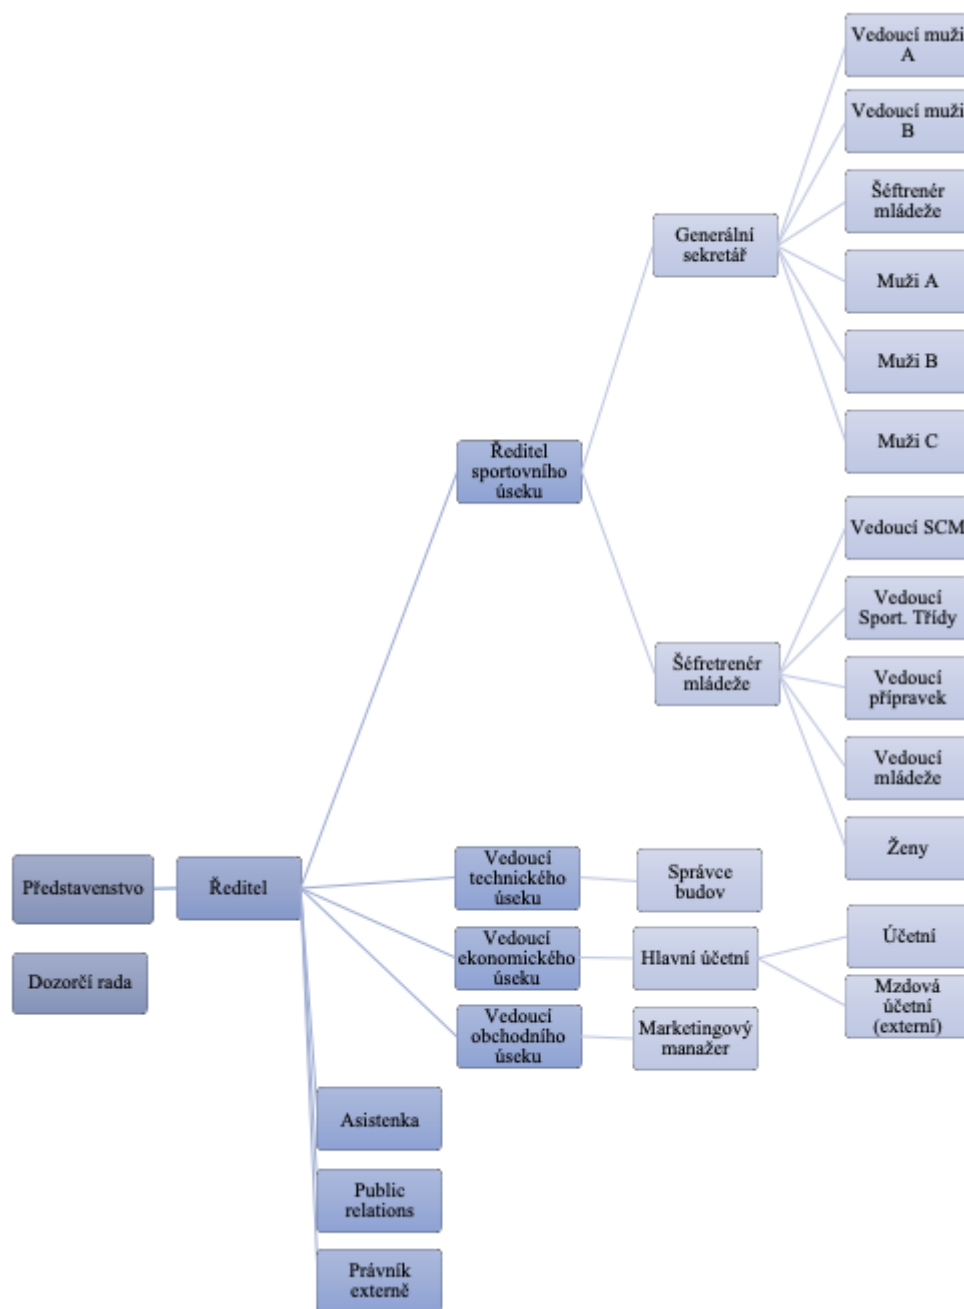 Vedoucí muži
A
Vedoucí muži
B
Šéftrenér
mládeže
Generální
sekretář
Muži A
Muži B
Muži C
Ředitel
sportovního
úseku
Vedoucí SCM
Vedoucí
Sport. Třídy
Šéfretrenér
mládeže
Vedoucí
přípravek
Vedoucí
mládeže
Ženy
Představenstvo
Ředitel
Vedoucí
technického
úseku
Správce
budov
Dozorčí rada
Vedoucí
ekonomického
úseku
Hlavní účetní
Účetní
Mzdová
účetní
(externí)
Vedoucí
obchodního
úseku
Marketingový
manažer
Asistenka
Public
relations
Právník
externě